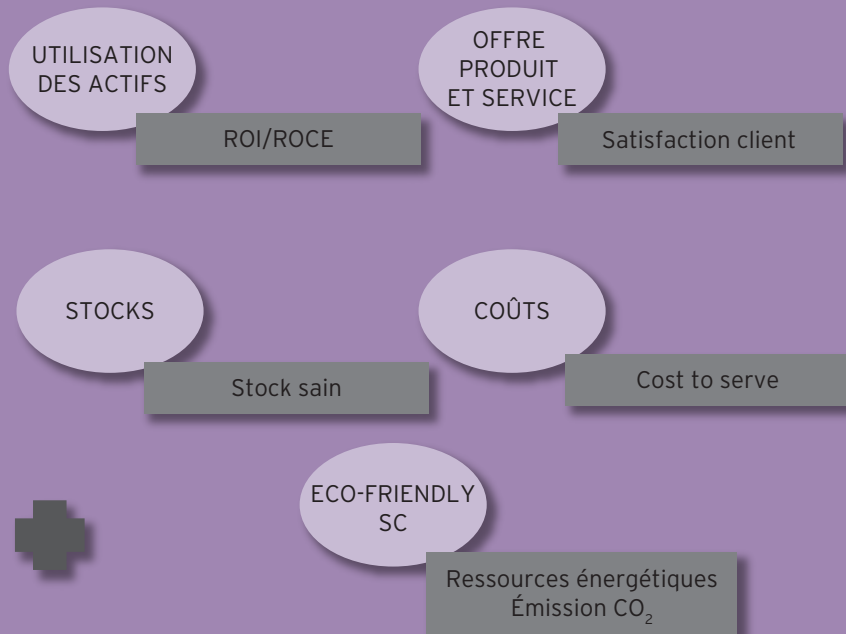 UTILISATION
DES ACTIFS
ROI/ROCE
OFFRE
PRODUIT
ET SERVICE
Satisfaction client
STOCKS
Stock sain
COÛTS
Cost to serve
ECO-FRIENDLY
SC
Ressources énergétiques
Émission CO₂